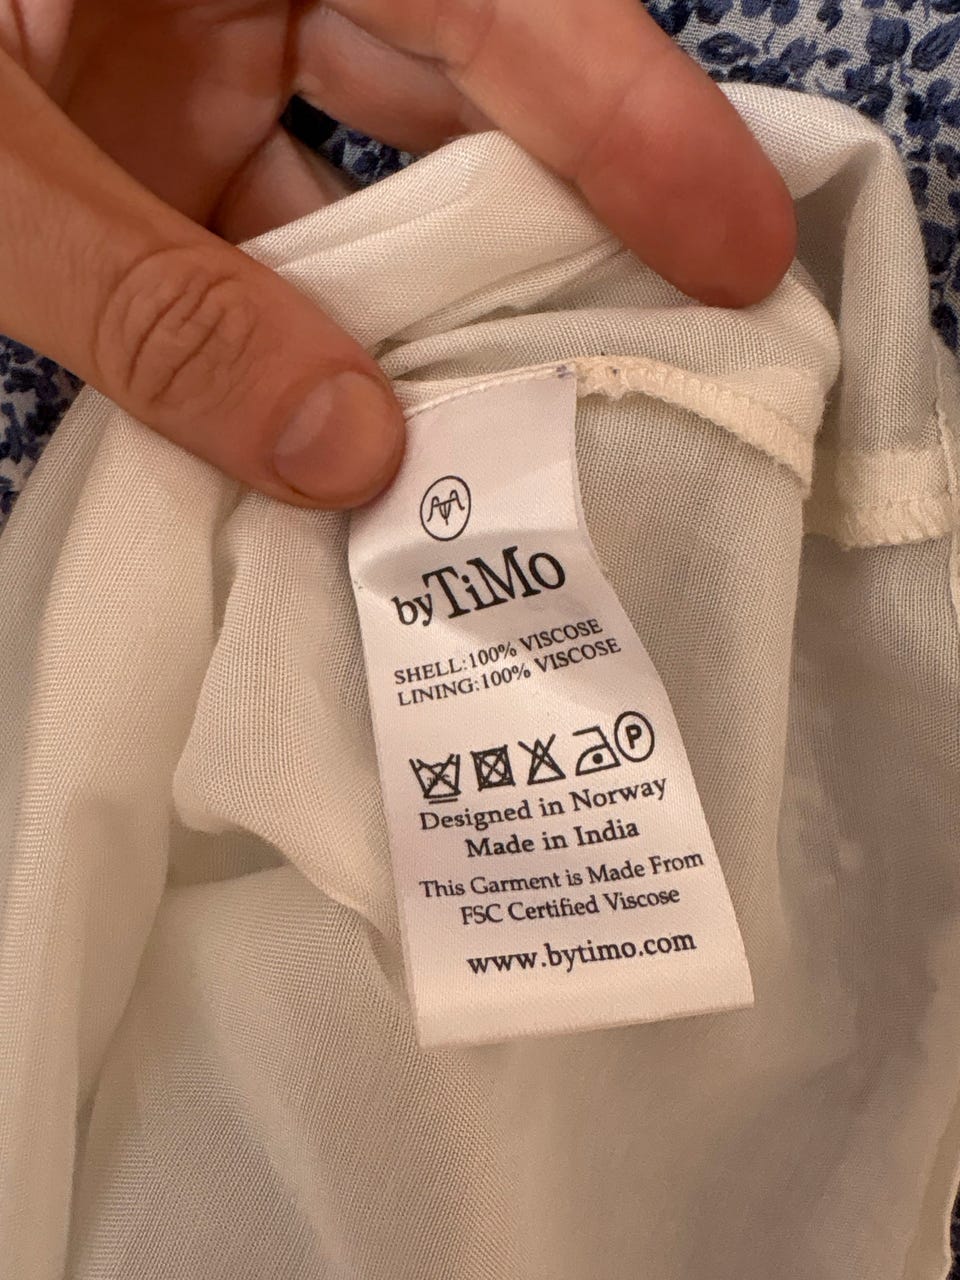 byTiMo
SHELL:100% VISCOSE
LINING:100% VISCOSE
P
Designed in Norway
Made in India
This Garment is Made From
FSC Certified Viscose
www.bytimo.com